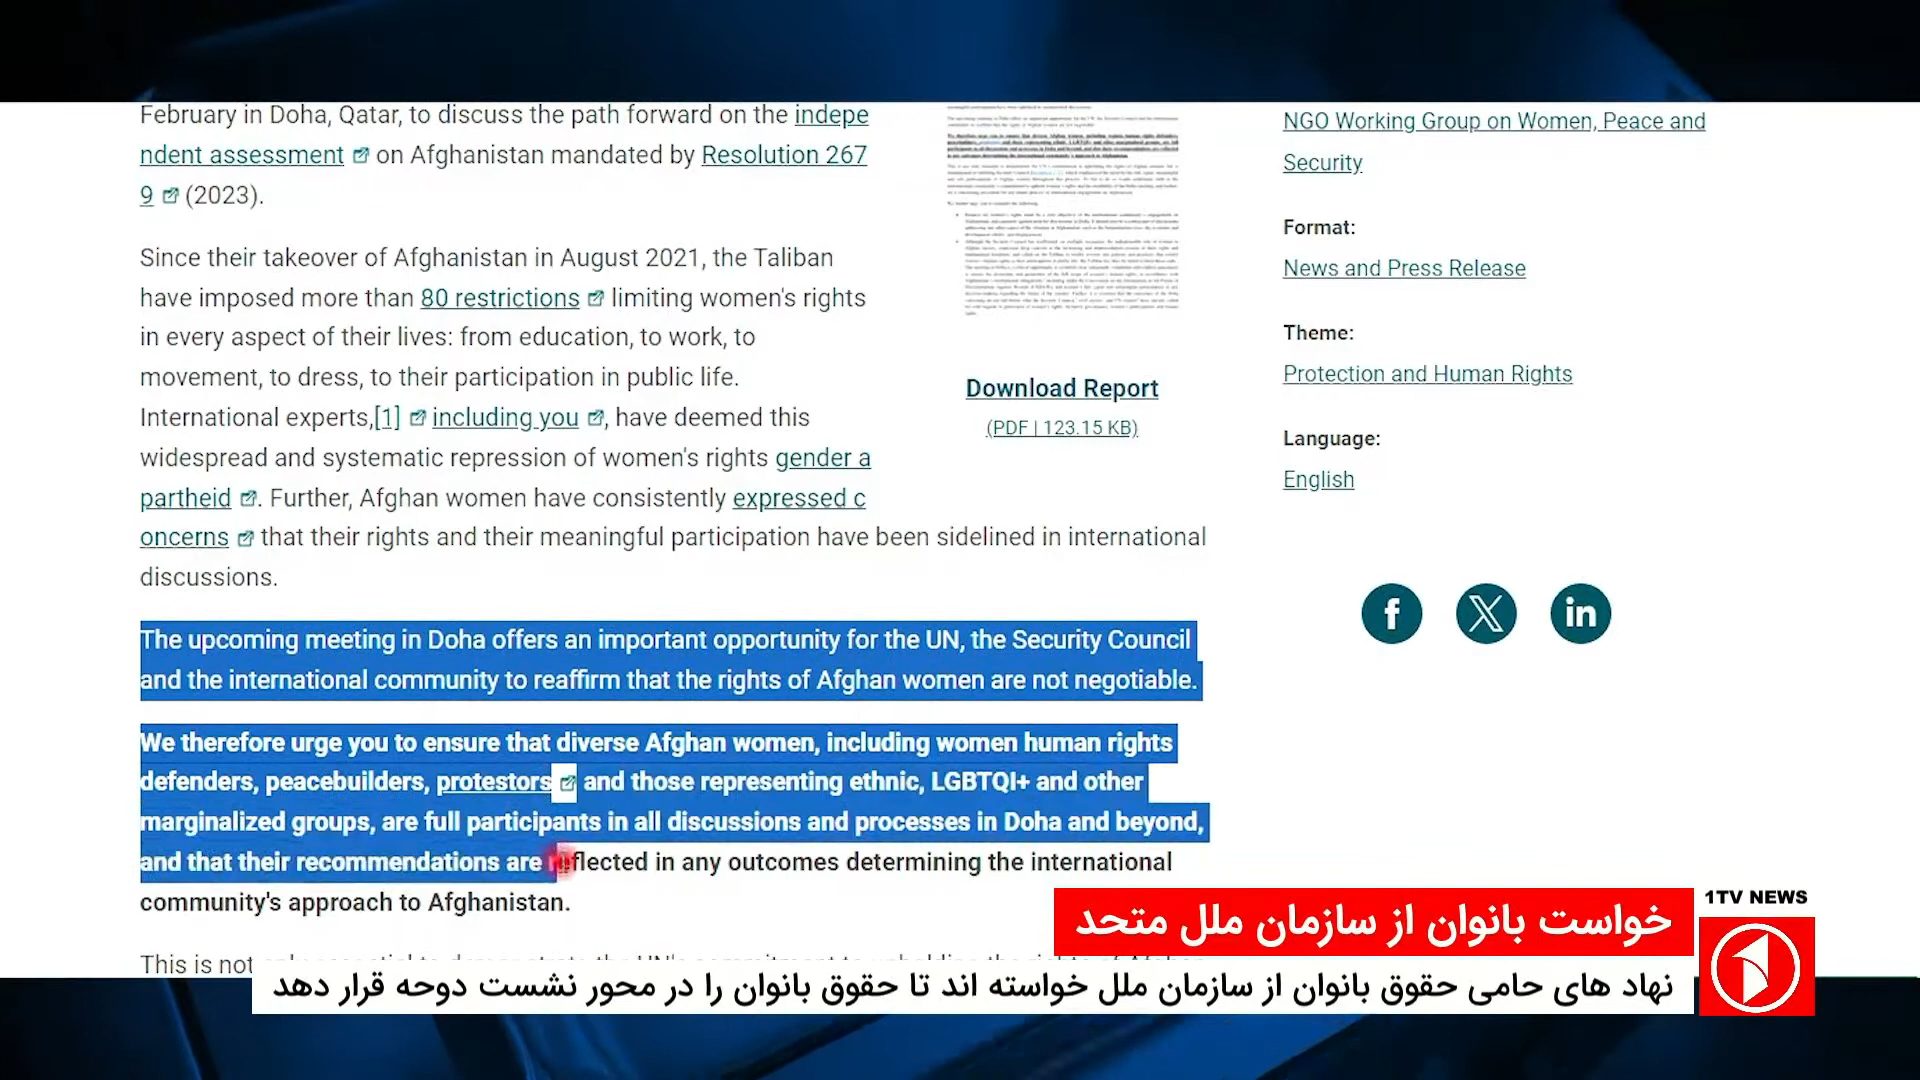 February in Doha, Qatar, to discuss the path forward on the indepe
ndent assessment on Afghanistan mandated by Resolution 267
9 (2023).
Since their takeover of Afghanistan in August 2021, the Taliban
have imposed more than 80 restrictions limiting women's rights
in every aspect of their lives: from education, to work, to
movement, to dress, to their participation in public life.
International experts,[1] including you, have deemed this
widespread and systematic repression of women's rights gender a
partheid. Further, Afghan women have consistently expressed c
oncerns that their rights and their meaningful participation have been sidelined in international
discussions.
The upcoming meeting in Doha offers an important opportunity for the UN, the Security Council
and the international community to reaffirm that the rights of Afghan women are not negotiable.
We therefore urge you to ensure that diverse Afghan women, including women human rights
defenders, peacebuilders, protestors and those representing ethnic, LGBTQI+ and other
marginalized groups, are full participants in all discussions and processes in Doha and beyond,
and that their recommendations are reflected in any outcomes determining the international
community's approach to Afghanistan.
This is not
Download Report
(PDF | 123.15 KB)
NGO Working Group on Women, Peace and
Security
Format:
News and Press Release
Theme:
Protection and Human Rights
Language:
English
1TV NEWS
خواست بانوان از سازمان ملل متحد
نهاد های حامی حقوق بانوان از سازمان ملل خواسته اند تا حقوق بانوان را در محور نشست دوحه قرار دهد